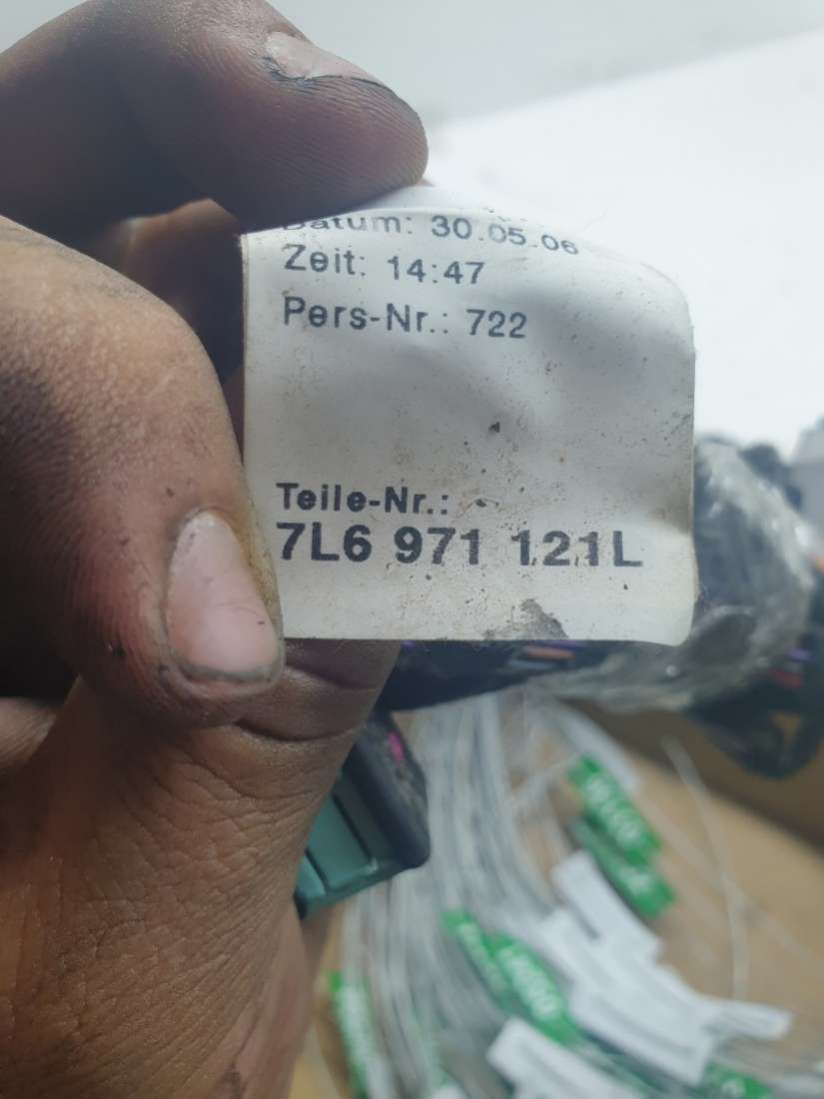 Datum: 30.05.06
Zeit: 14:47
Pers-Nr.: 722
Teile-Nr.:
7L6 971 121L